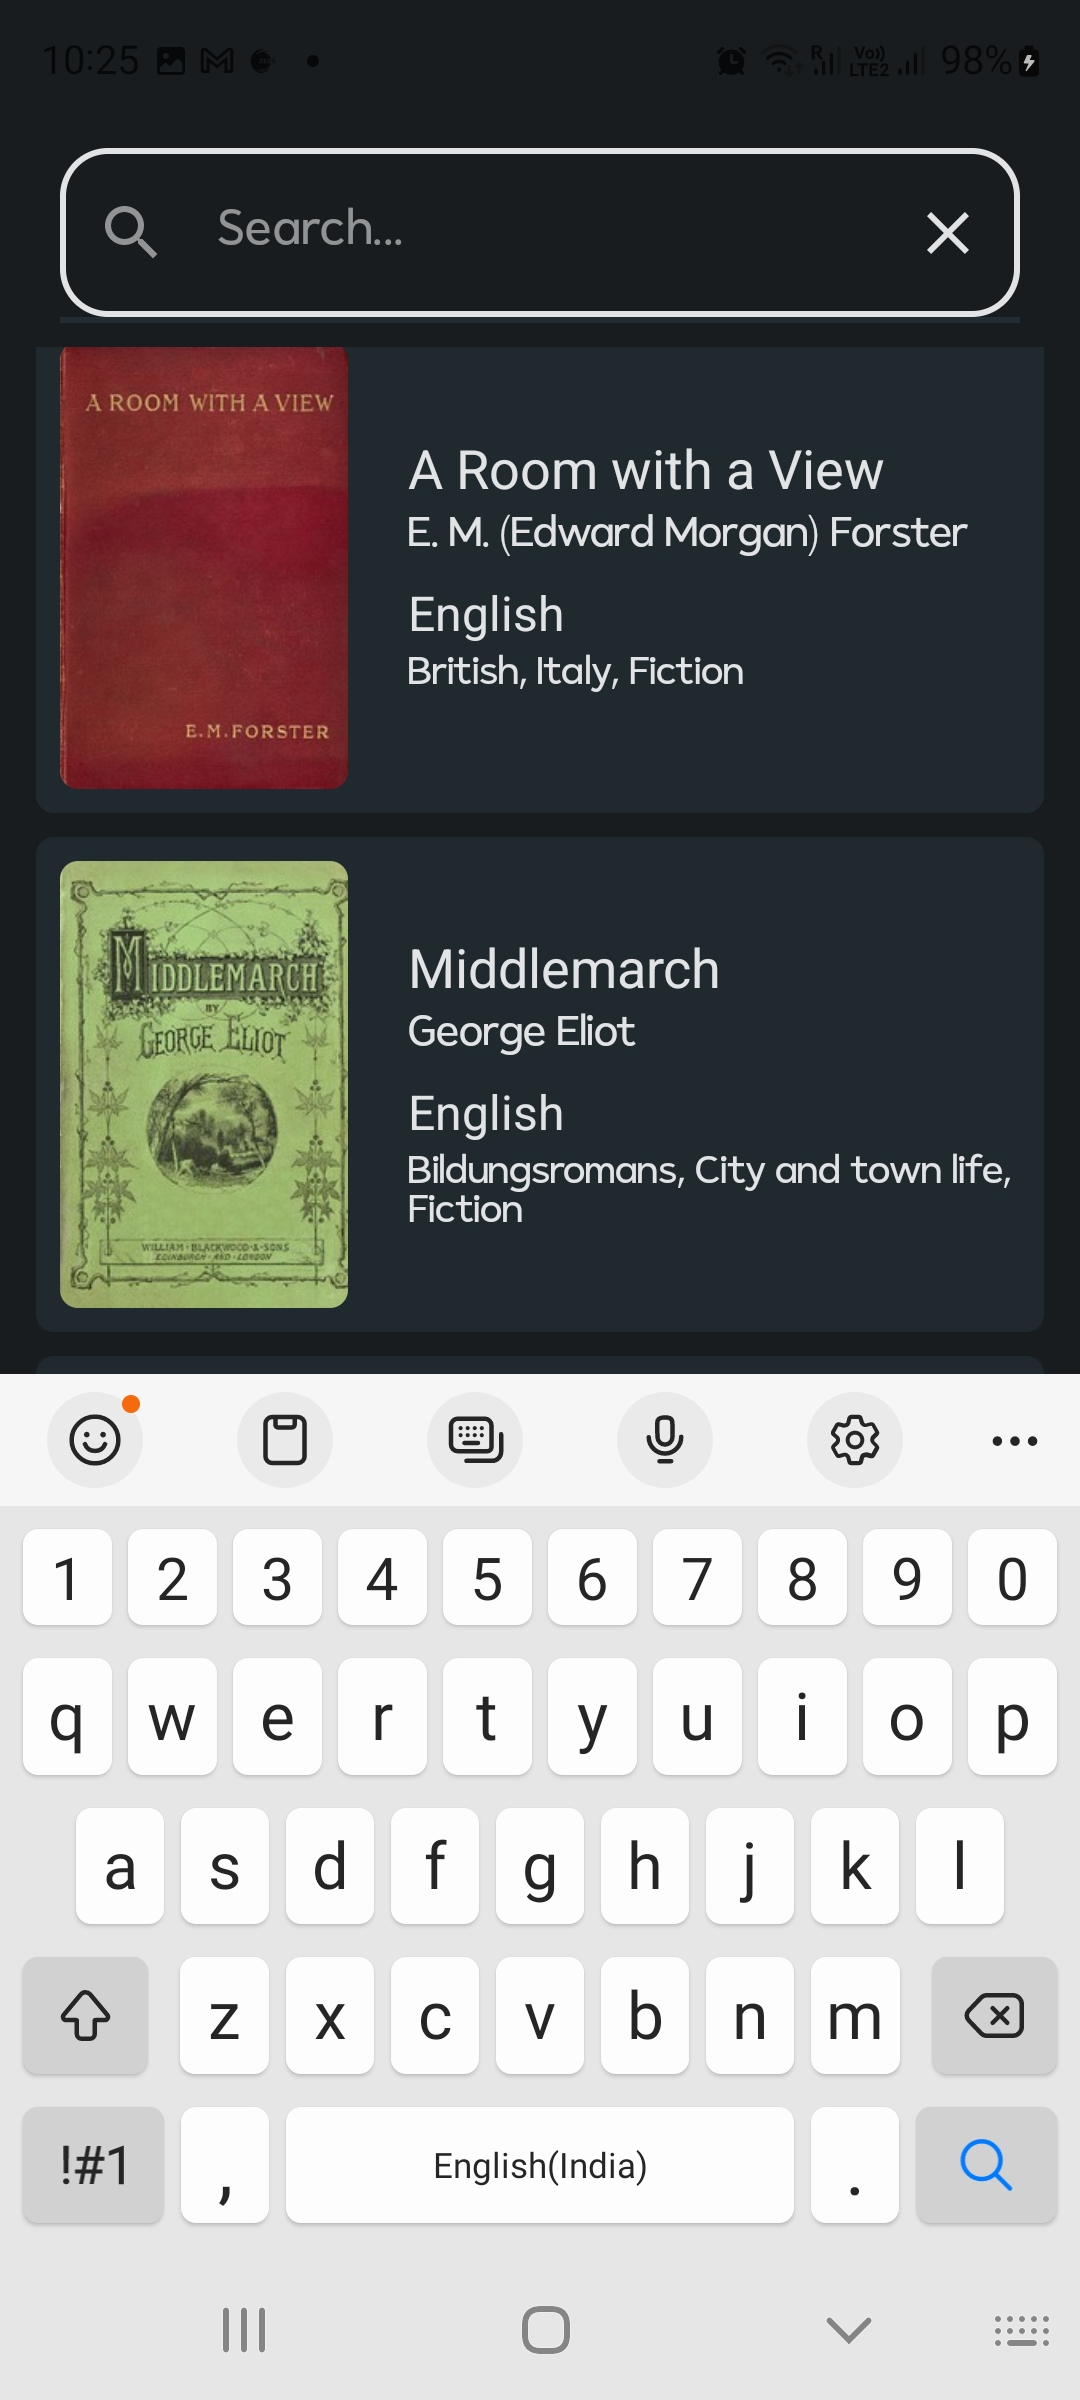 10:25
R Vo)) LTE2 98%
Search...
A ROOM WITH A VIEW
E.M.FORSTER
A Room with a View
E. M. (Edward Morgan) Forster
English
British, Italy, Fiction
MIDDLEMARCH
BY
GEORGE ELIOT
WILLIAM·BLACKWOOD·&·SONS
EDINBURGH·AND·LONDON
Middlemarch
George Eliot
English
Bildungsromans, City and town life,
Fiction
1 2 3 4 5 6 7 8 9 0
q w e r t y u i o p
a s d f g h j k l
z x c v b n m
!#1 , English(India) .